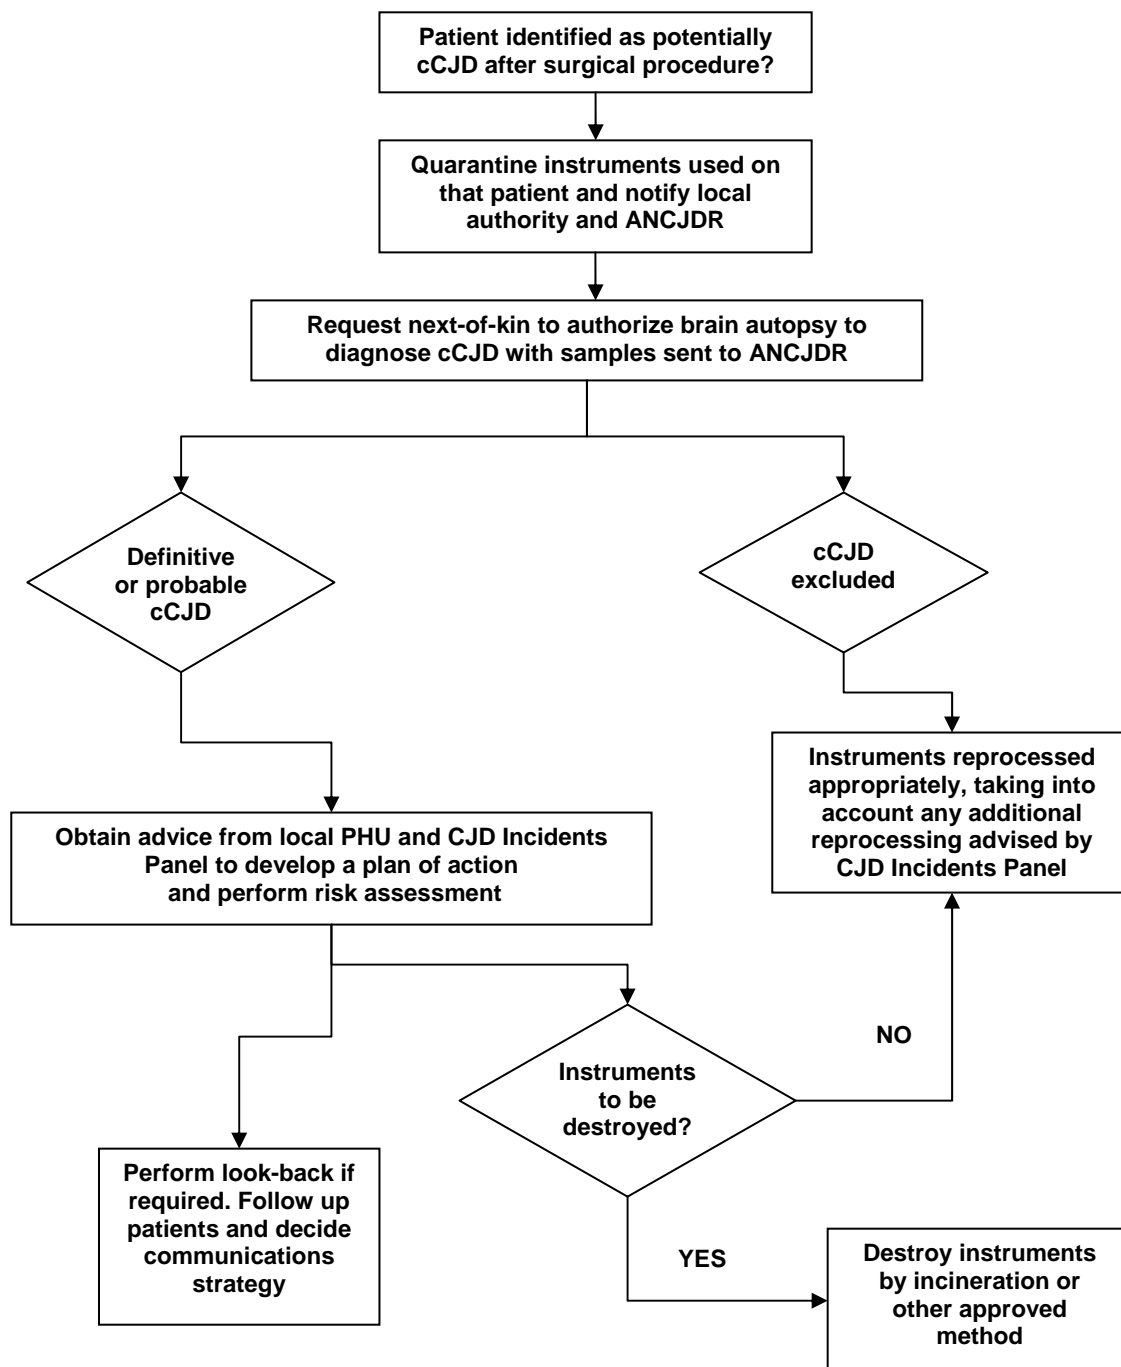 Patient identified as potentially
cCJD after surgical procedure?
Quarantine instruments used on
that patient and notify local
authority and ANCJDR
Request next-of-kin to authorize brain autopsy to
diagnose cCJD with samples sent to ANCJDR
Definitive
or probable
cCJD
cCJD
excluded
Instruments reprocessed
appropriately, taking into
account any additional
reprocessing advised by
CJD Incidents Panel
Obtain advice from local PHU and CJD Incidents
Panel to develop a plan of action
and perform risk assessment
NO
Instruments
to be
destroyed?
Perform look-back if
required. Follow up
patients and decide
communications
strategy
YES
Destroy instruments
by incineration or
other approved
method